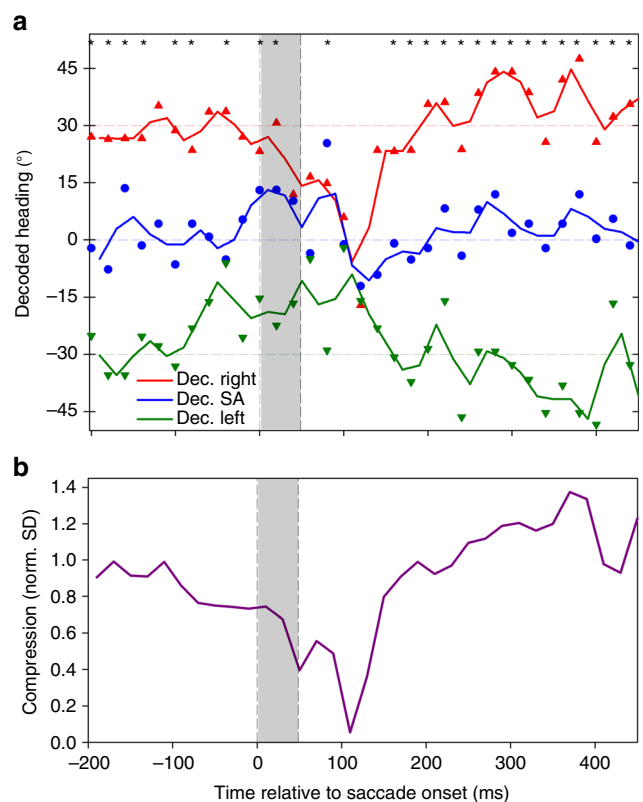 a
* * * * * * * * * * * * * * * * * * * * * * * * * * *
45
30
15
0
−15
−30
−45
Decoded heading (°)
Dec. right
Dec. SA
Dec. left
b
1.4
1.2
1.0
0.8
0.6
0.4
0.2
0.0
Compression (norm. SD)
−200 −100 0 100 200 300 400
Time relative to saccade onset (ms)